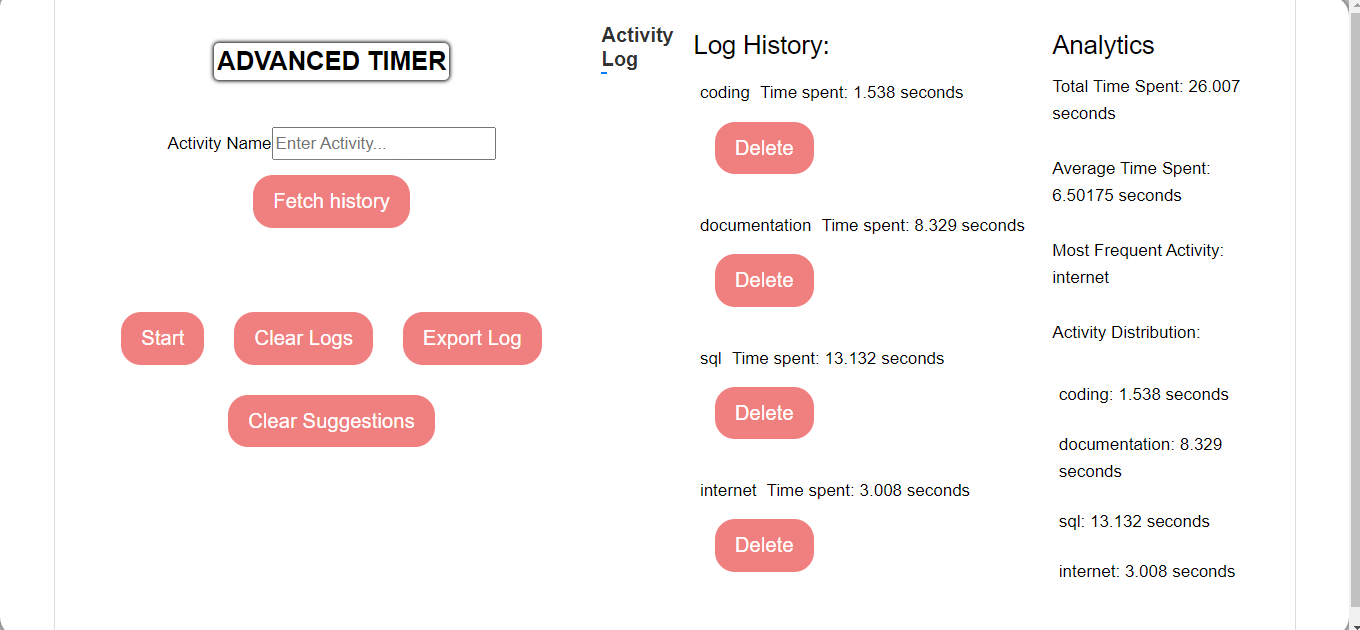 ADVANCED TIMER
Activity Name
Enter Activity...
Fetch history
Start
Clear Logs
Export Log
Clear Suggestions
Activity
Log
Log History:
coding Time spent: 1.538 seconds
Delete
documentation Time spent: 8.329 seconds
Delete
sql Time spent: 13.132 seconds
Delete
internet Time spent: 3.008 seconds
Delete
Analytics
Total Time Spent: 26.007
seconds
Average Time Spent:
6.50175 seconds
Most Frequent Activity:
internet
Activity Distribution:
coding: 1.538 seconds
documentation: 8.329
seconds
sql: 13.132 seconds
internet: 3.008 seconds